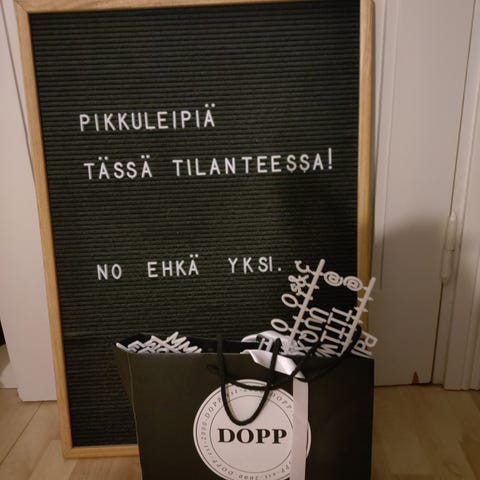 PIKKULEIPIÄ
TÄSSÄ TILANTEESSA!
NO EHKÄ YKSI.
DOPP